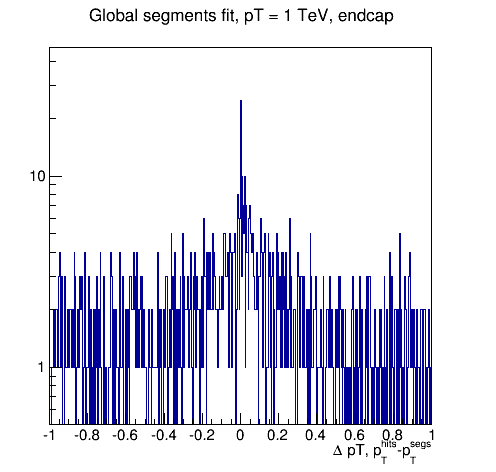 Global segments fit, pT = 1 TeV, endcap
10
1
-1 -0.8 -0.6 -0.4 -0.2 0 0.2 0.4 0.6 0.8 1
Δ pT, p_T^hits-p_T^segs